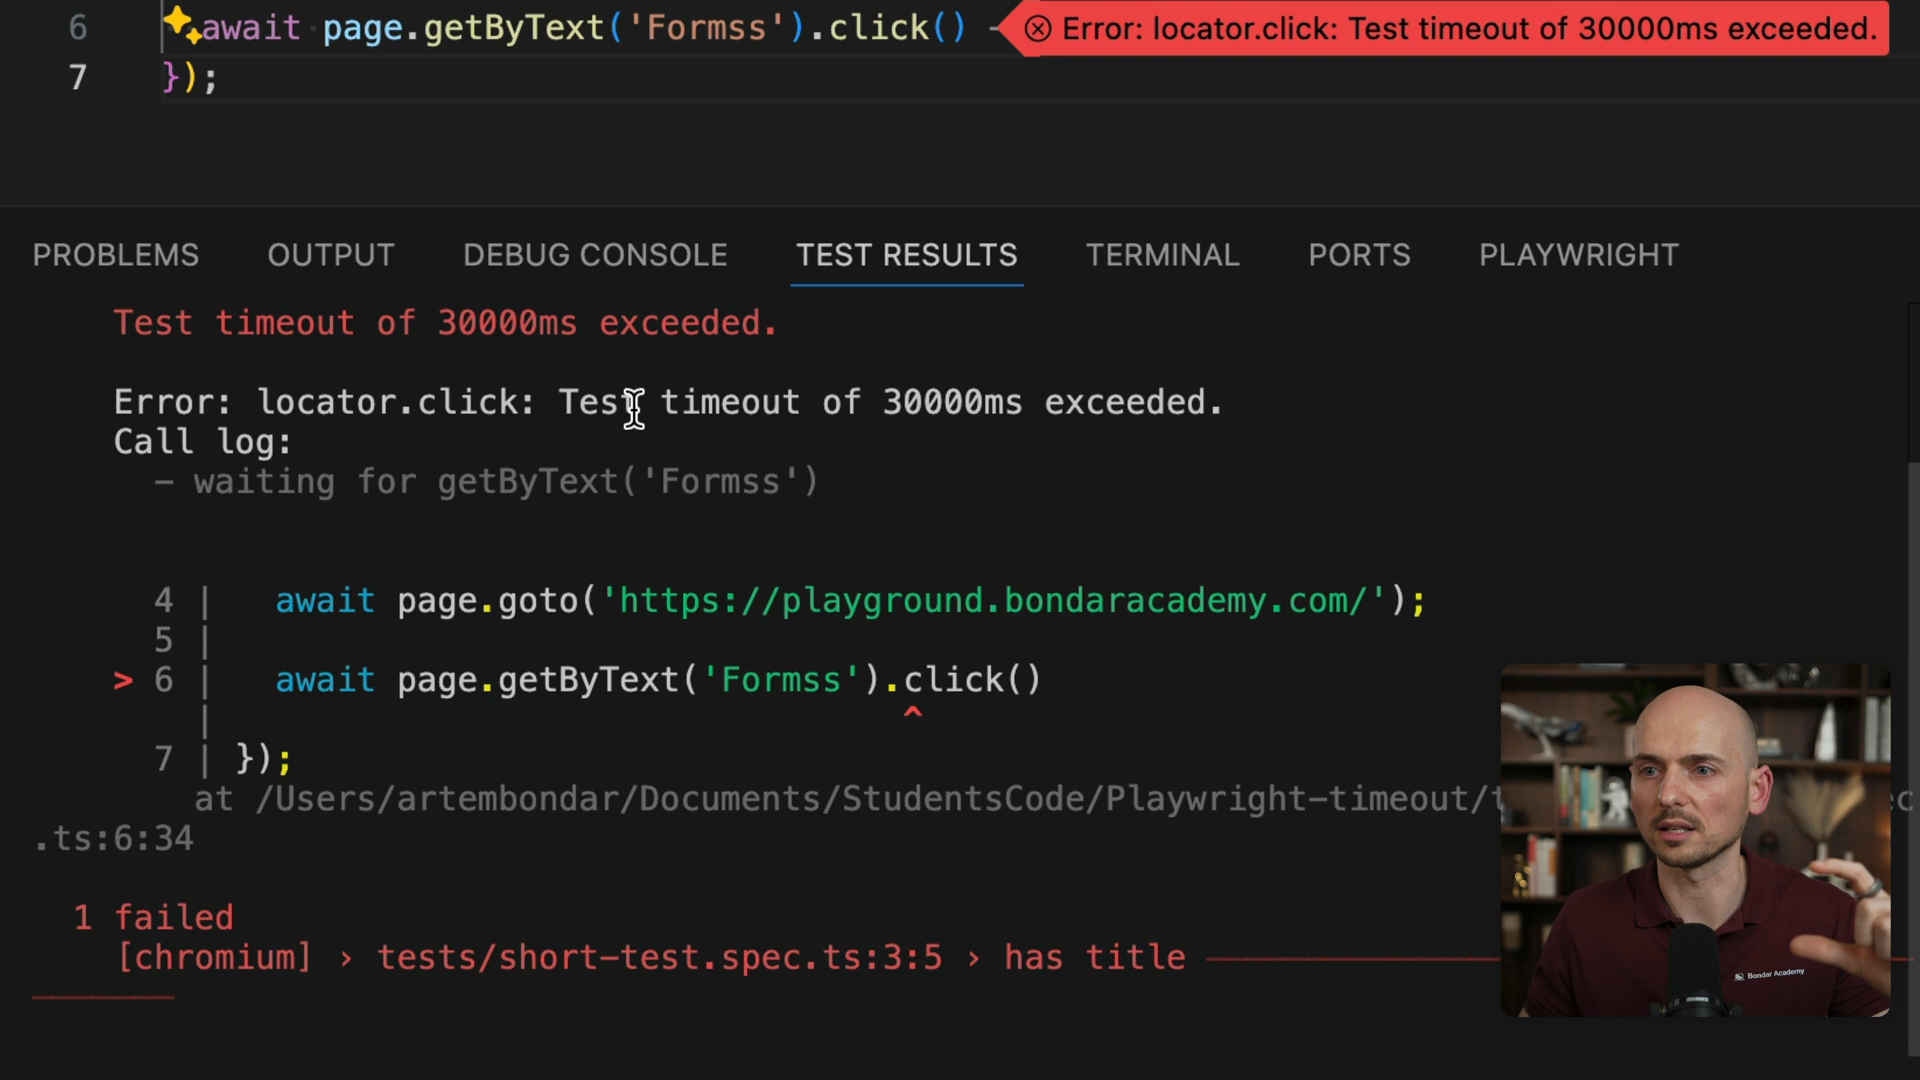 6 await page.getByText('Formss').click() Error: locator.click: Test timeout of 30000ms exceeded.
7 });
PROBLEMS OUTPUT DEBUG CONSOLE TEST RESULTS TERMINAL PORTS PLAYWRIGHT
Test timeout of 30000ms exceeded.
Error: locator.click: Test timeout of 30000ms exceeded.
Call log:
– waiting for getByText('Formss')
4 | await page.goto('https://playground.bondaracademy.com/');
5 |
> 6 | await page.getByText('Formss').click()
| ^
7 | });
at /Users/artembondar/Documents/StudentsCode/Playwright-timeout/
.ts:6:34
1 failed
[chromium] › tests/short-test.spec.ts:3:5 › has title
Bondar Academy